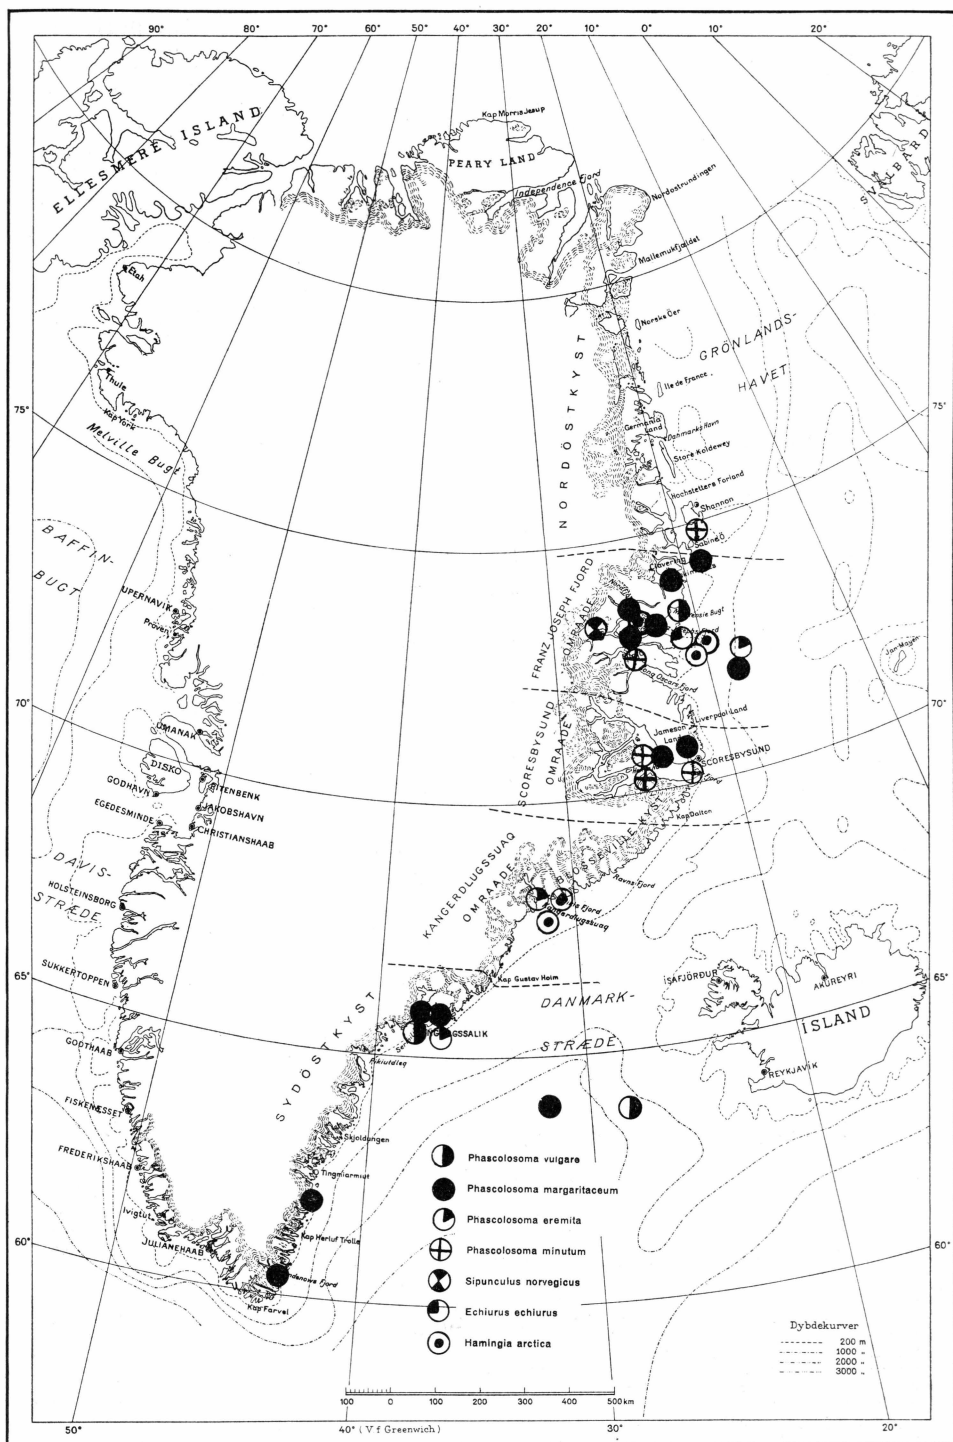 90° 80° 70° 60° 50° 40° 30° 20° 10° 0° 10° 20°
ELLESMERE ISLAND
Kap Morris Jesup
PEARY LAND
Independence Fjord
Nordostrundingen
SVALBARD
Mallemukfjeldet
Etah
Norske Öer
GRÖNLANDS-
HAVET
Thule
Ile de France
Kap York
75°
75°
Melville Bugt
Germania
Land
Danmarks Havn
Store Koldewey
NORDÖSTKYST
Hochstetters Forland
Shannon
BAFFIN-
BUGT
Sabine Ö
UPERNAVIK
Pröven
FRANZ JOSEPH FJORD
OMRAADE
Jan Mayen
Kong Oscars Fjord
70°
70°
UMANAK
Liverpool Land
Jameson
Land
DISKO
SCORESBYSUND
OMRAADE
SCORESBYSUND
RITENBENK
GODHAVN
JAKOBSHAVN
EGEDESMINDE
CHRISTIANSHAAB
Kap Dalton
BLOSSEVILLE KYST
DAVIS-
STRÆDE
KANGERDLUGSSUAQ
OMRAADE
Ravns Fjord
HOLSTEINSBORG
Fjord
Kangerdlugssuaq
SUKKERTOPPEN
65°
65°
Kap Gustav Holm
ISAFJÖRDUR
AKUREYRI
DANMARK-
STRÆDE
ISLAND
REYKJAVIK
GODTHAAB
SYDÖSTKYST
Pikiutdleq
FISKENÆSSET
Skjoldungen
FREDERIKSHAAB
Tingmiarmiut
Phascolosoma vulgare
Phascolosoma margaritaceum
Ivigtut
Phascolosoma eremita
JULIANEHAAB
Kap Herluf Trolle
Phascolosoma minutum
60°
60°
Sipunculus norvegicus
Kap Farvel
Echiurus echiurus
Hamingia arctica
Dybdekurver
200 m
1000 „
2000 „
3000 „
100 0 100 200 300 400 500 km
50° 40° (V f Greenwich) 30° 20°